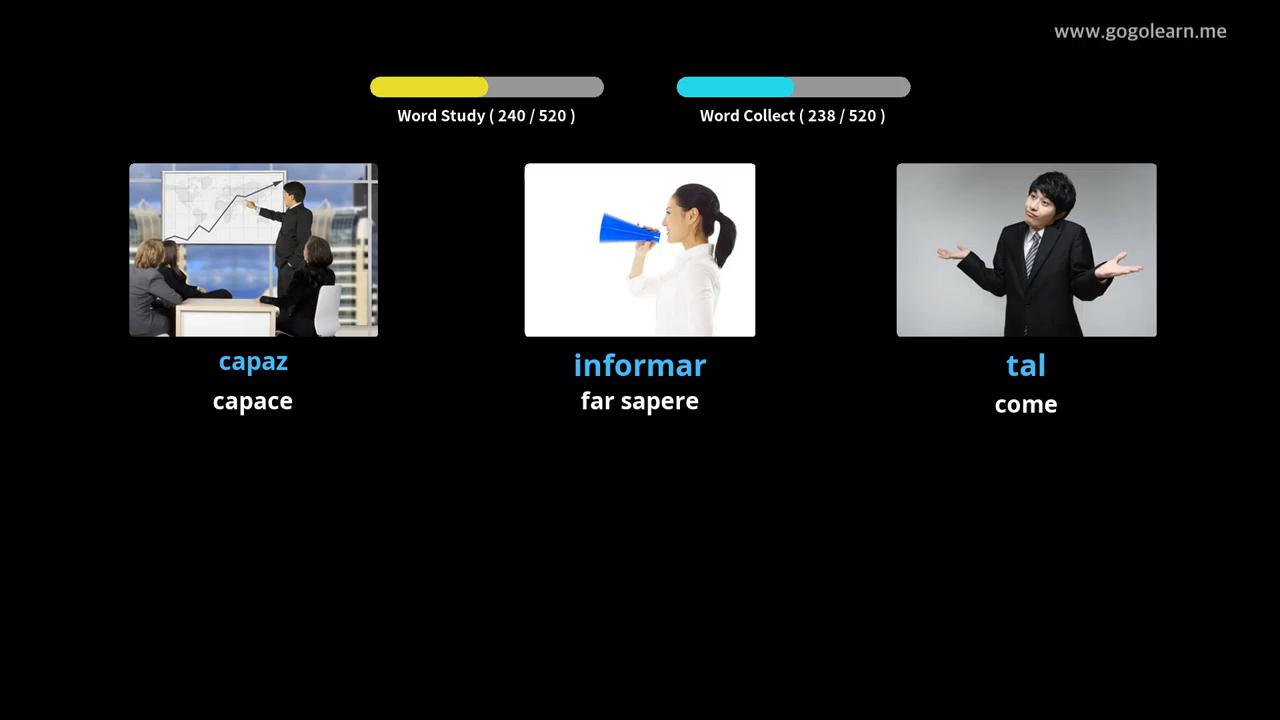 www.gogolearn.me
Word Study ( 240 / 520 )
Word Collect ( 238 / 520 )
capaz
informar
tal
capace
far sapere
come